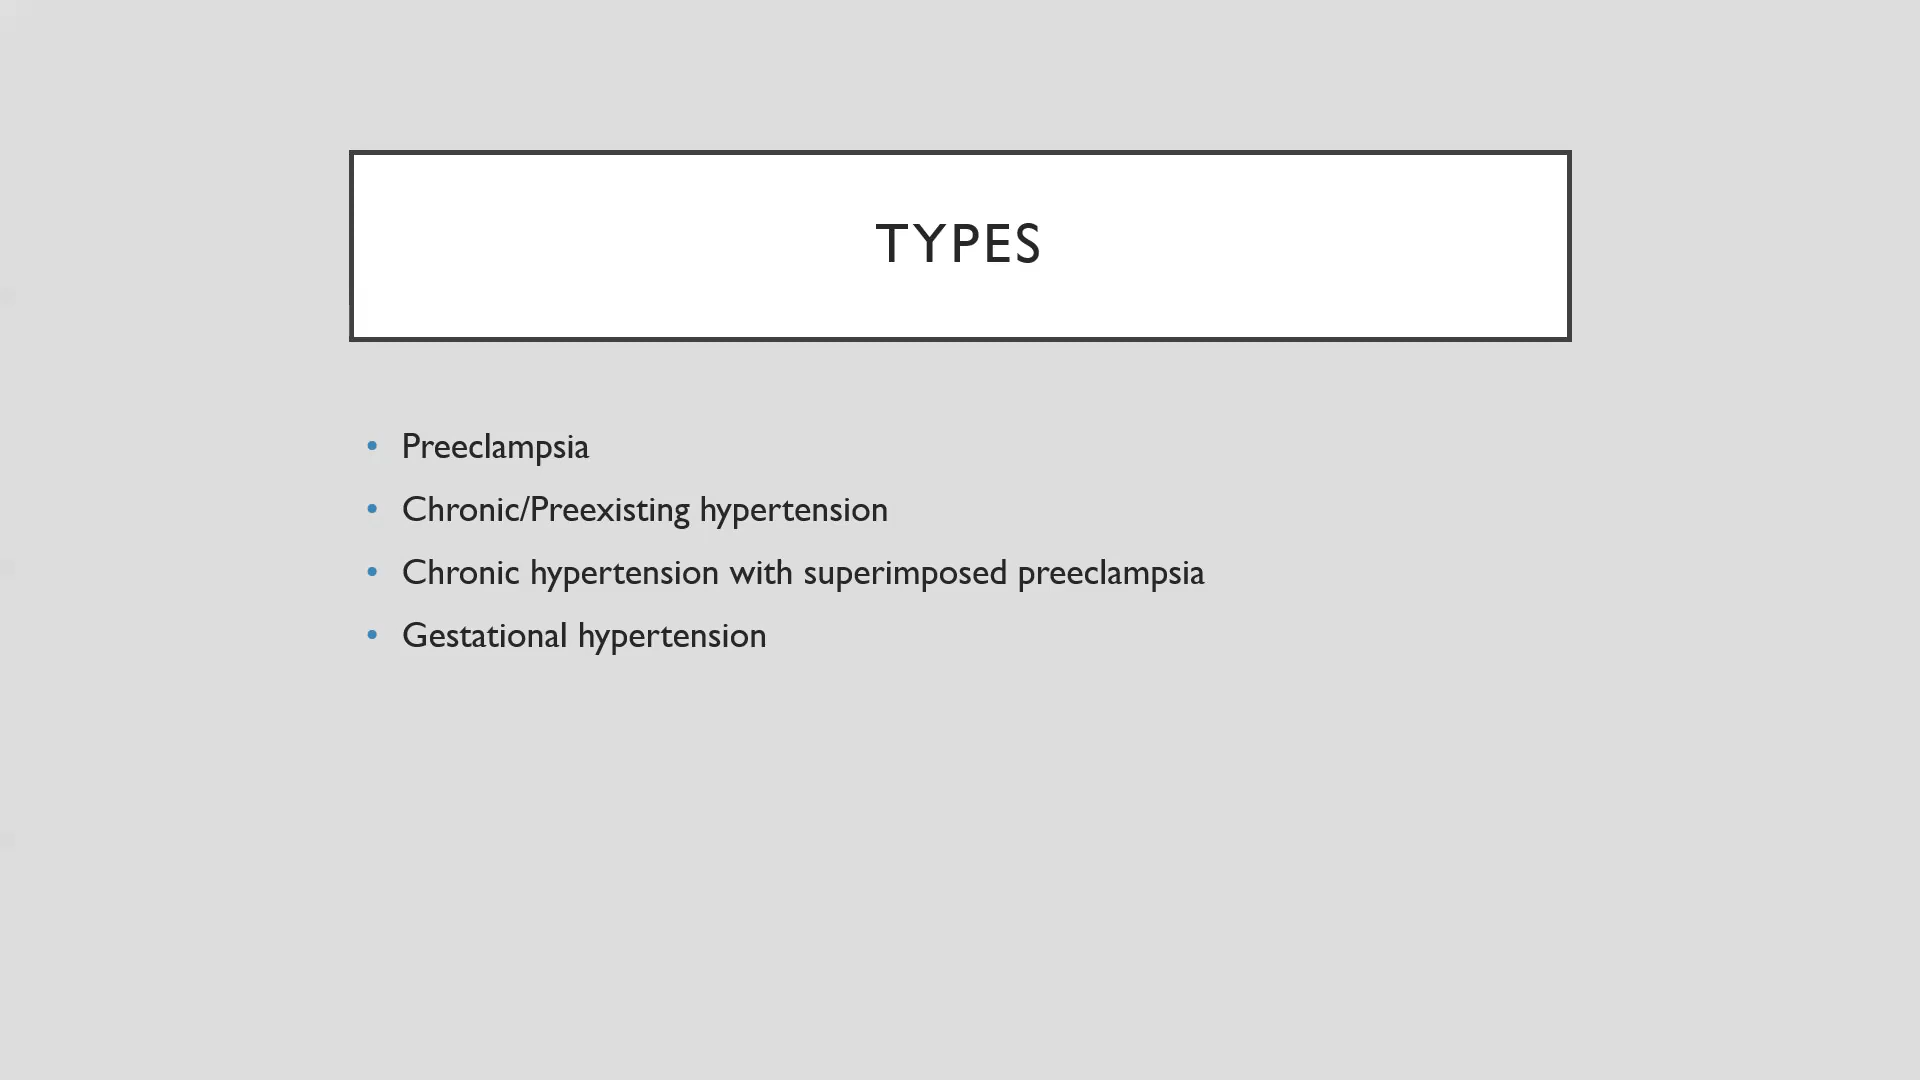 TYPES
• Preeclampsia
• Chronic/Preexisting hypertension
• Chronic hypertension with superimposed preeclampsia
• Gestational hypertension